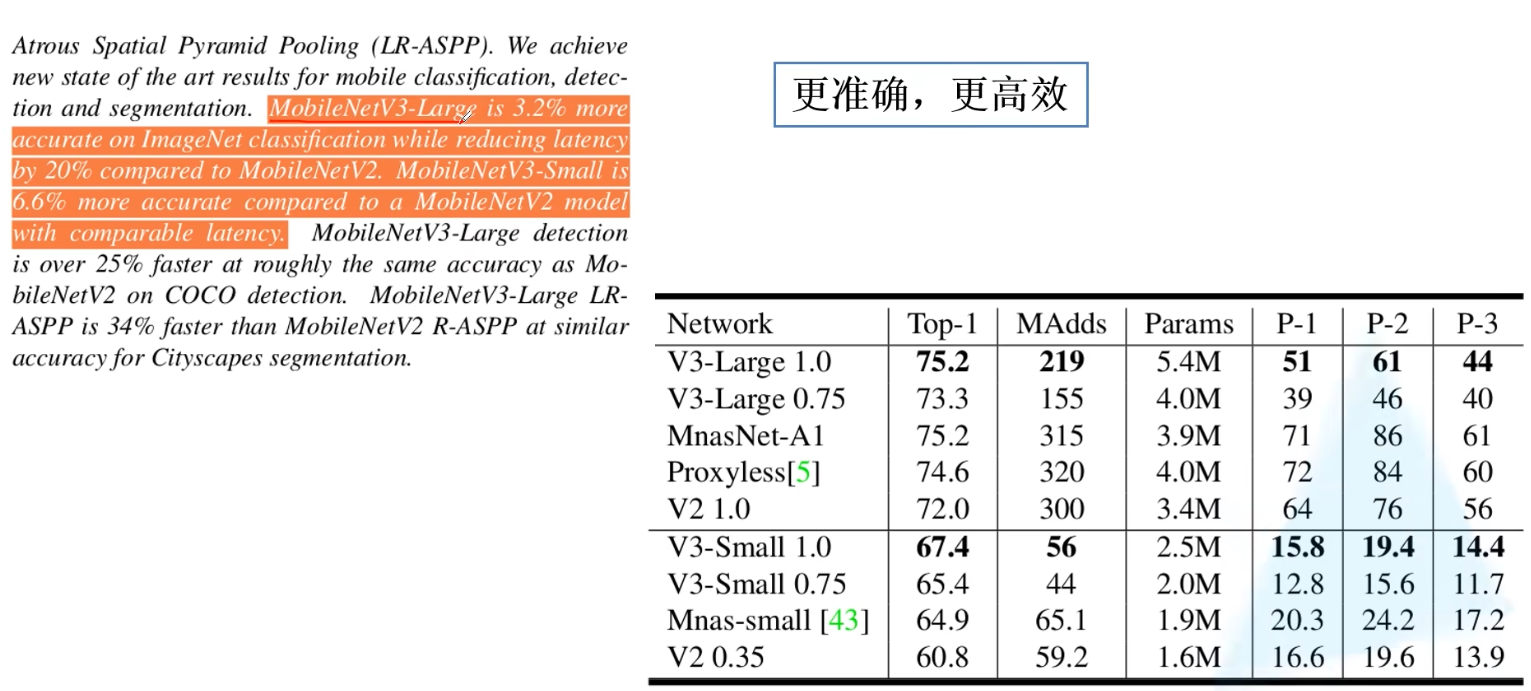 Atrous Spatial Pyramid Pooling (LR-ASPP). We achieve
new state of the art results for mobile classification, detec-
tion and segmentation. MobileNetV3-Large is 3.2% more
accurate on ImageNet classification while reducing latency
by 20% compared to MobileNetV2. MobileNetV3-Small is
6.6% more accurate compared to a MobileNetV2 model
with comparable latency. MobileNetV3-Large detection
is over 25% faster at roughly the same accuracy as Mo-
bileNetV2 on COCO detection. MobileNetV3-Large LR-
ASPP is 34% faster than MobileNetV2 R-ASPP at similar
accuracy for Cityscapes segmentation.
更准确，更高效
Network Top-1 MAdds Params P-1 P-2 P-3
V3-Large 1.0 75.2 219 5.4M 51 61 44
V3-Large 0.75 73.3 155 4.0M 39 46 40
MnasNet-A1 75.2 315 3.9M 71 86 61
Proxyless[5] 74.6 320 4.0M 72 84 60
V2 1.0 72.0 300 3.4M 64 76 56
V3-Small 1.0 67.4 56 2.5M 15.8 19.4 14.4
V3-Small 0.75 65.4 44 2.0M 12.8 15.6 11.7
Mnas-small [43] 64.9 65.1 1.9M 20.3 24.2 17.2
V2 0.35 60.8 59.2 1.6M 16.6 19.6 13.9